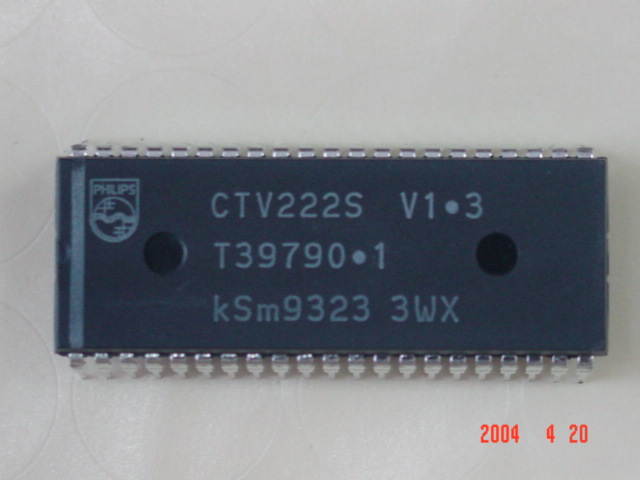 PHILIPS
CTV222S V1•3
T39790•1
kSm9323 3WX
2004 4 20